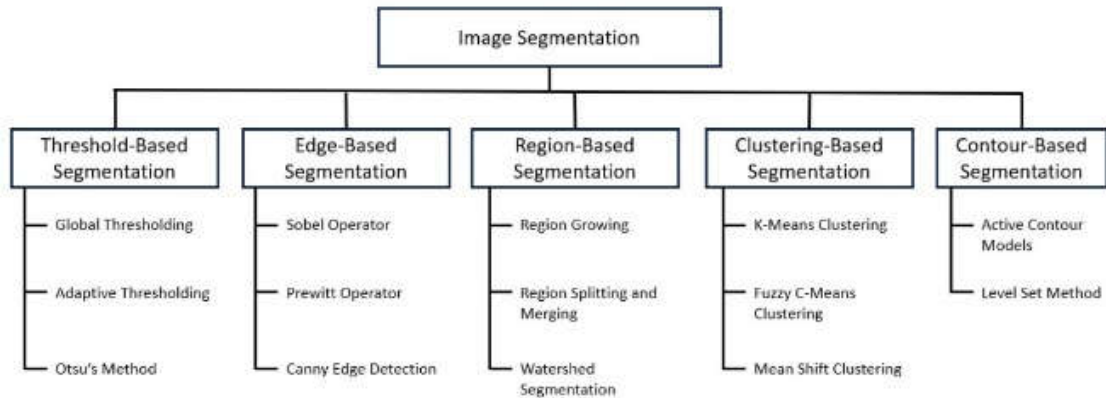 Image Segmentation
Threshold-Based
Segmentation
Global Thresholding
Adaptive Thresholding
Otsu's Method
Edge-Based
Segmentation
Sobel Operator
Prewitt Operator
Canny Edge Detection
Region-Based
Segmentation
Region Growing
Region Splitting and
Merging
Watershed
Segmentation
Clustering-Based
Segmentation
K-Means Clustering
Fuzzy C-Means
Clustering
Mean Shift Clustering
Contour-Based
Segmentation
Active Contour
Models
Level Set Method